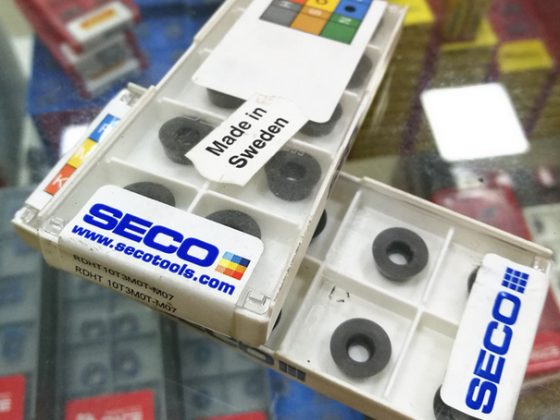 Made in
Sweden
SECO
www.secotools.com
RDHT 10T3M0T-M07
RDHT 10T3M0T-M07
SECO